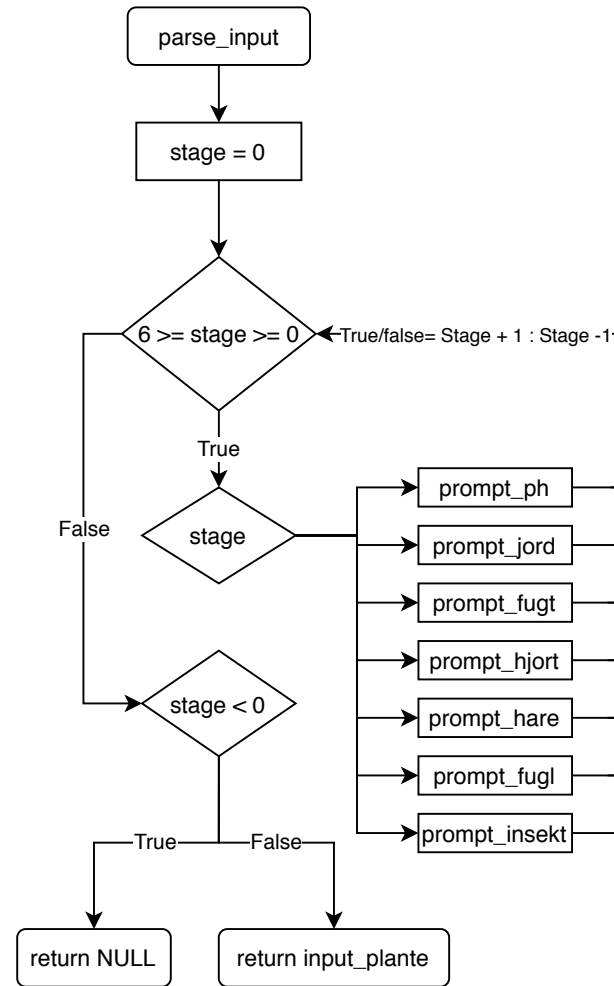 parse_input
stage = 0
6 >= stage >= 0
True/false= Stage + 1 : Stage -1
True
False
stage
prompt_ph
prompt_jord
prompt_fugt
prompt_hjort
prompt_hare
prompt_fugl
prompt_insekt
stage < 0
True
False
return NULL
return input_plante